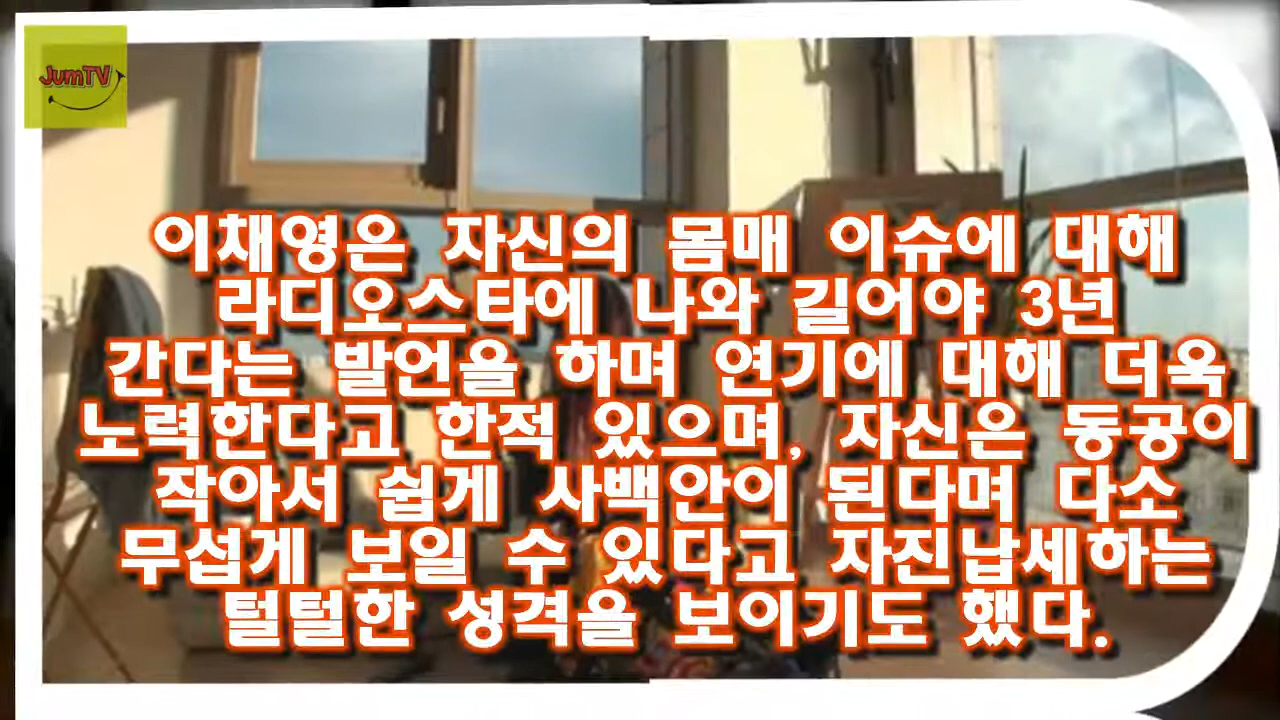 JumTV
이채영은 자신의 몸매 이슈에 대해
라디오스타에 나와 길어야 3년
간다는 발언을 하며 연기에 대해 더욱
노력한다고 한적 있으며, 자신은 동공이
작아서 쉽게 사백안이 된다며 다소
무섭게 보일 수 있다고 자진납세하는
털털한 성격을 보이기도 했다.